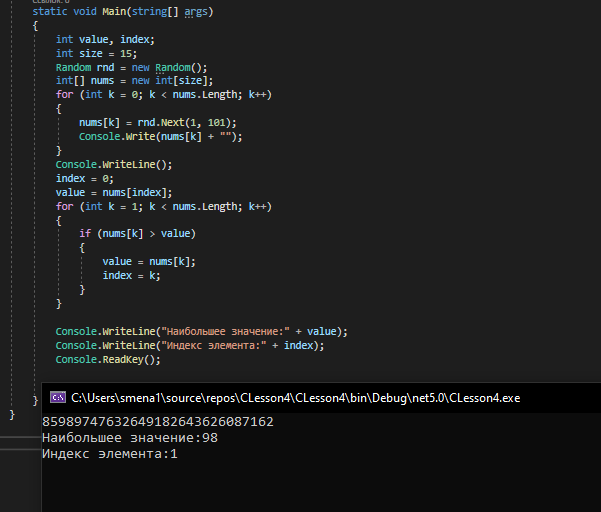 static void Main(string[] args)
{
int value, index;
int size = 15;
Random rnd = new Random();
int[] nums = new int[size];
for (int k = 0; k < nums.Length; k++)
{
nums[k] = rnd.Next(1, 101);
Console.Write(nums[k] + "");
}
Console.WriteLine();
index = 0;
value = nums[index];
for (int k = 1; k < nums.Length; k++)
{
if (nums[k] > value)
{
value = nums[k];
index = k;
}
}
Console.WriteLine("Наибольшее значение:" + value);
Console.WriteLine("Индекс элемента:" + index);
Console.ReadKey();
}
}
C:\Users\smena1\source\repos\CLesson4\CLesson4\bin\Debug\net5.0\CLesson4.exe
85989747632649182643626087162
Наибольшее значение:98
Индекс элемента:1